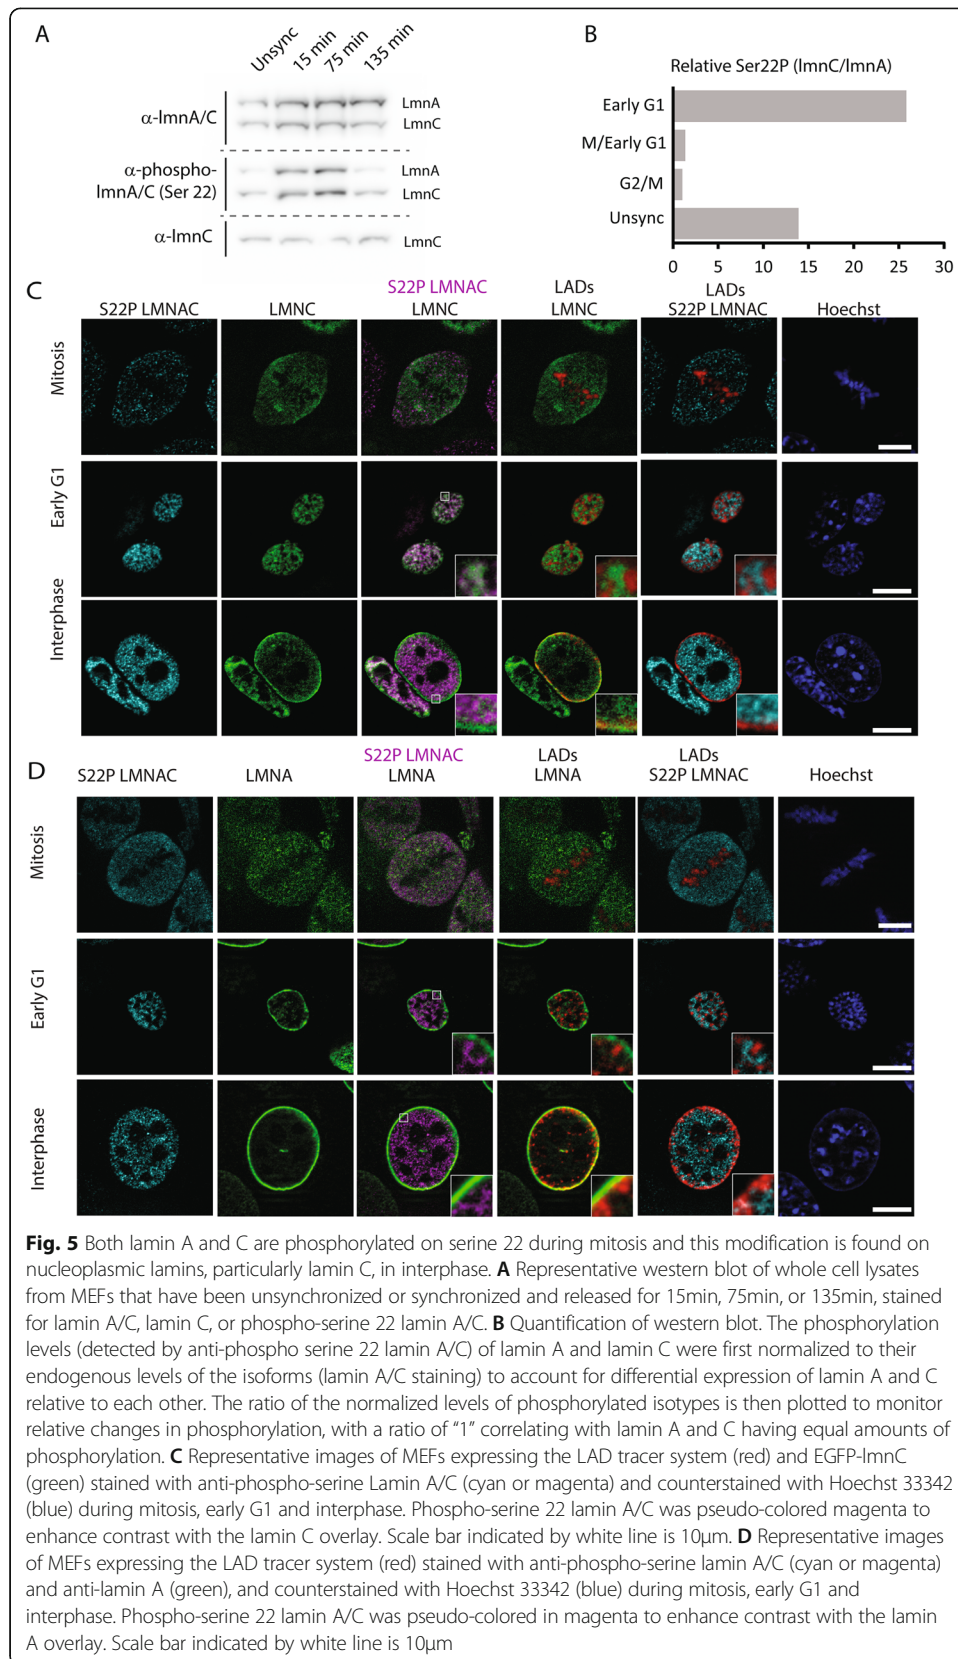 A
Unsync
15 min
75 min
135 min
α-lmnA/C
LmnA
LmnC
α-phospho-
lmnA/C (Ser 22)
LmnA
LmnC
α-lmnC
LmnC
B
Relative Ser22P (lmnC/lmnA)
Early G1
M/Early G1
G2/M
Unsync
0 5 10 15 20 25 30
C
S22P LMNAC
LMNC
S22P LMNAC
LMNC
LADs
LMNC
LADs
S22P LMNAC
Hoechst
Mitosis
Early G1
Interphase
D
S22P LMNAC
LMNA
S22P LMNAC
LMNA
LADs
LMNA
LADs
S22P LMNAC
Hoechst
Mitosis
Early G1
Interphase
Fig. 5 Both lamin A and C are phosphorylated on serine 22 during mitosis and this modification is found on
nucleoplasmic lamins, particularly lamin C, in interphase. A Representative western blot of whole cell lysates
from MEFs that have been unsynchronized or synchronized and released for 15min, 75min, or 135min, stained
for lamin A/C, lamin C, or phospho-serine 22 lamin A/C. B Quantification of western blot. The phosphorylation
levels (detected by anti-phospho serine 22 lamin A/C) of lamin A and lamin C were first normalized to their
endogenous levels of the isoforms (lamin A/C staining) to account for differential expression of lamin A and C
relative to each other. The ratio of the normalized levels of phosphorylated isotypes is then plotted to monitor
relative changes in phosphorylation, with a ratio of “1” correlating with lamin A and C having equal amounts of
phosphorylation. C Representative images of MEFs expressing the LAD tracer system (red) and EGFP-lmnC
(green) stained with anti-phospho-serine Lamin A/C (cyan or magenta) and counterstained with Hoechst 33342
(blue) during mitosis, early G1 and interphase. Phospho-serine 22 lamin A/C was pseudo-colored magenta to
enhance contrast with the lamin C overlay. Scale bar indicated by white line is 10μm. D Representative images
of MEFs expressing the LAD tracer system (red) stained with anti-phospho-serine lamin A/C (cyan or magenta)
and anti-lamin A (green), and counterstained with Hoechst 33342 (blue) during mitosis, early G1 and
interphase. Phospho-serine 22 lamin A/C was pseudo-colored in magenta to enhance contrast with the lamin
A overlay. Scale bar indicated by white line is 10μm